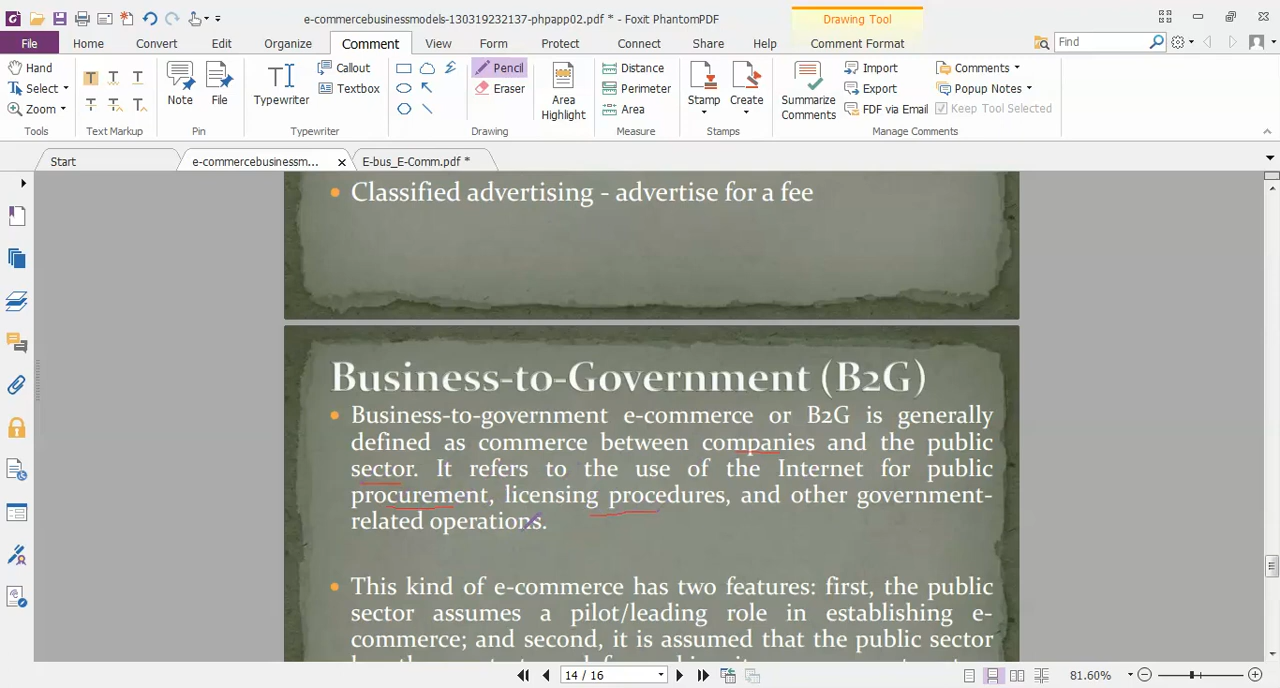 e-commercebusinessmodels-130319232137-phpapp02.pdf * - Foxit PhantomPDF
Drawing Tool
File Home Convert Edit Organize Comment View Form Protect Connect Share Help Comment Format Find
Hand
Select
Zoom
Tools
Text Markup
Note
File
Pin
Typewriter
Callout
Textbox
Typewriter
Pencil
Eraser
Drawing
Area Highlight
Distance
Perimeter
Area
Measure
Stamp
Create
Stamps
Summarize Comments
Import
Export
FDF via Email
Comments
Popup Notes
Keep Tool Selected
Manage Comments
Start e-commercebusinessm... E-bus_E-Comm.pdf *
Classified advertising - advertise for a fee
Business-to-Government (B2G)
Business-to-government e-commerce or B2G is generally
defined as commerce between companies and the public
sector. It refers to the use of the Internet for public
procurement, licensing procedures, and other government-
related operations.
This kind of e-commerce has two features: first, the public
sector assumes a pilot/leading role in establishing e-
commerce; and second, it is assumed that the public sector
14 / 16
81.60%